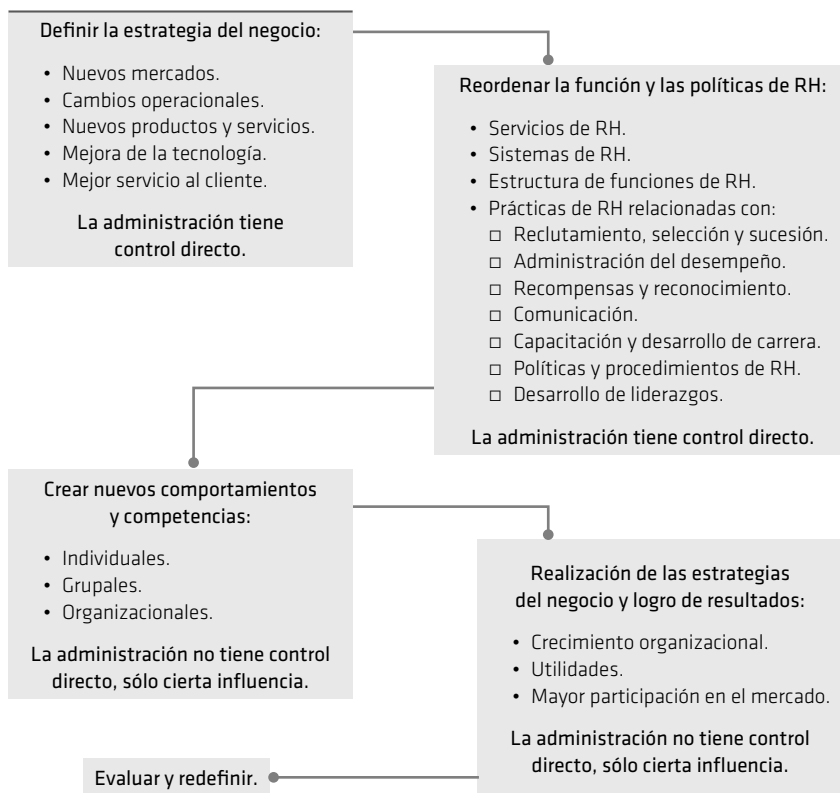 Definir la estrategia del negocio:
• Nuevos mercados.
• Cambios operacionales.
• Nuevos productos y servicios.
• Mejora de la tecnología.
• Mejor servicio al cliente.
La administración tiene
control directo.
Reordenar la función y las políticas de RH:
• Servicios de RH.
• Sistemas de RH.
• Estructura de funciones de RH.
• Prácticas de RH relacionadas con:
□ Reclutamiento, selección y sucesión.
□ Administración del desempeño.
□ Recompensas y reconocimiento.
□ Comunicación.
□ Capacitación y desarrollo de carrera.
□ Políticas y procedimientos de RH.
□ Desarrollo de liderazgos.
La administración tiene control directo.
Crear nuevos comportamientos
y competencias:
• Individuales.
• Grupales.
• Organizacionales.
La administración no tiene control
directo, sólo cierta influencia.
Realización de las estrategias
del negocio y logro de resultados:
• Crecimiento organizacional.
• Utilidades.
• Mayor participación en el mercado.
La administración no tiene control
directo, sólo cierta influencia.
Evaluar y redefinir.